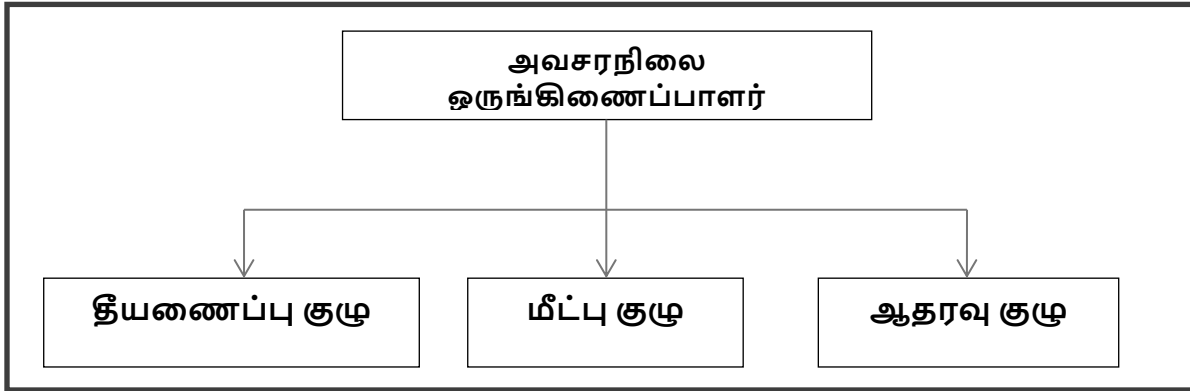 அவசரநிலை
ஒருங்கிணைப்பாளர்
தீயணைப்பு குழு
மீட்பு குழு
ஆதரவு குழு